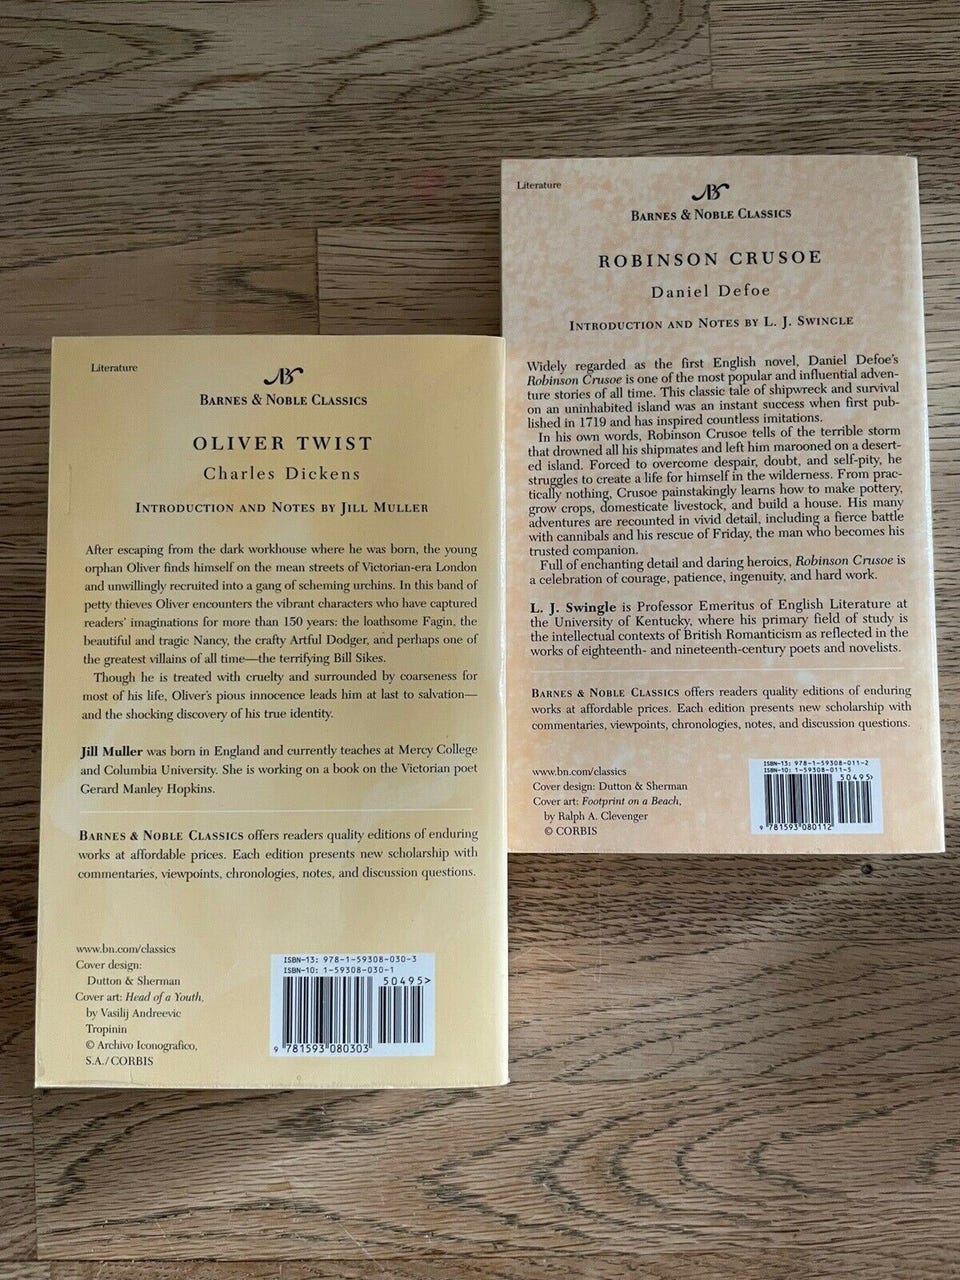 Literature
BARNES & NOBLE CLASSICS
OLIVER TWIST
Charles Dickens
INTRODUCTION AND NOTES BY JILL MULLER
After escaping from the dark workhouse where he was born, the young
orphan Oliver finds himself on the mean streets of Victorian-era London
and unwillingly recruited into a gang of scheming urchins. In this band of
petty thieves Oliver encounters the vibrant characters who have captured
readers' imaginations for more than 150 years: the loathsome Fagin, the
beautiful and tragic Nancy, the crafty Artful Dodger, and perhaps one of
the greatest villains of all time—the terrifying Bill Sikes.
Though he is treated with cruelty and surrounded by coarseness for
most of his life, Oliver's pious innocence leads him at last to salvation—
and the shocking discovery of his true identity.
Jill Muller was born in England and currently teaches at Mercy College
and Columbia University. She is working on a book on the Victorian poet
Gerard Manley Hopkins.
BARNES & NOBLE CLASSICS offers readers quality editions of enduring
works at affordable prices. Each edition presents new scholarship with
commentaries, viewpoints, chronologies, notes, and discussion questions.
www.bn.com/classics
Cover design:
Dutton & Sherman
Cover art: Head of a Youth,
by Vasilij Andreevic
Tropinin
© Archivo Iconografico,
S.A./CORBIS
ISBN-13: 978-1-59308-030-3
ISBN-10: 1-59308-030-1
50495>
9 781593 080303
Literature
BARNES & NOBLE CLASSICS
ROBINSON CRUSOE
Daniel Defoe
INTRODUCTION AND NOTES BY L. J. SWINGLE
Widely regarded as the first English novel, Daniel Defoe's
Robinson Crusoe is one of the most popular and influential adven-
ture stories of all time. This classic tale of shipwreck and survival
on an uninhabited island was an instant success when first pub-
lished in 1719 and has inspired countless imitations.
In his own words, Robinson Crusoe tells of the terrible storm
that drowned all his shipmates and left him marooned on a desert-
ed island. Forced to overcome despair, doubt, and self-pity, he
struggles to create a life for himself in the wilderness. From prac-
tically nothing, Crusoe painstakingly learns how to make pottery,
grow crops, domesticate livestock, and build a house. His many
adventures are recounted in vivid detail, including a fierce battle
with cannibals and his rescue of Friday, the man who becomes his
trusted companion.
Full of enchanting detail and daring heroics, Robinson Crusoe is
a celebration of courage, patience, ingenuity, and hard work.
L. J. Swingle is Professor Emeritus of English Literature at
the University of Kentucky, where his primary field of study is
the intellectual contexts of British Romanticism as reflected in the
works of eighteenth- and nineteenth-century poets and novelists.
BARNES & NOBLE CLASSICS offers readers quality editions of enduring
works at affordable prices. Each edition presents new scholarship with
commentaries, viewpoints, chronologies, notes, and discussion questions.
www.bn.com/classics
Cover design: Dutton & Sherman
Cover art: Footprint on a Beach,
by Ralph A. Clevenger
© CORBIS
ISBN-13: 978-1-59308-011-2
ISBN-10: 1-59308-011-5
50495>
9 781593 080112